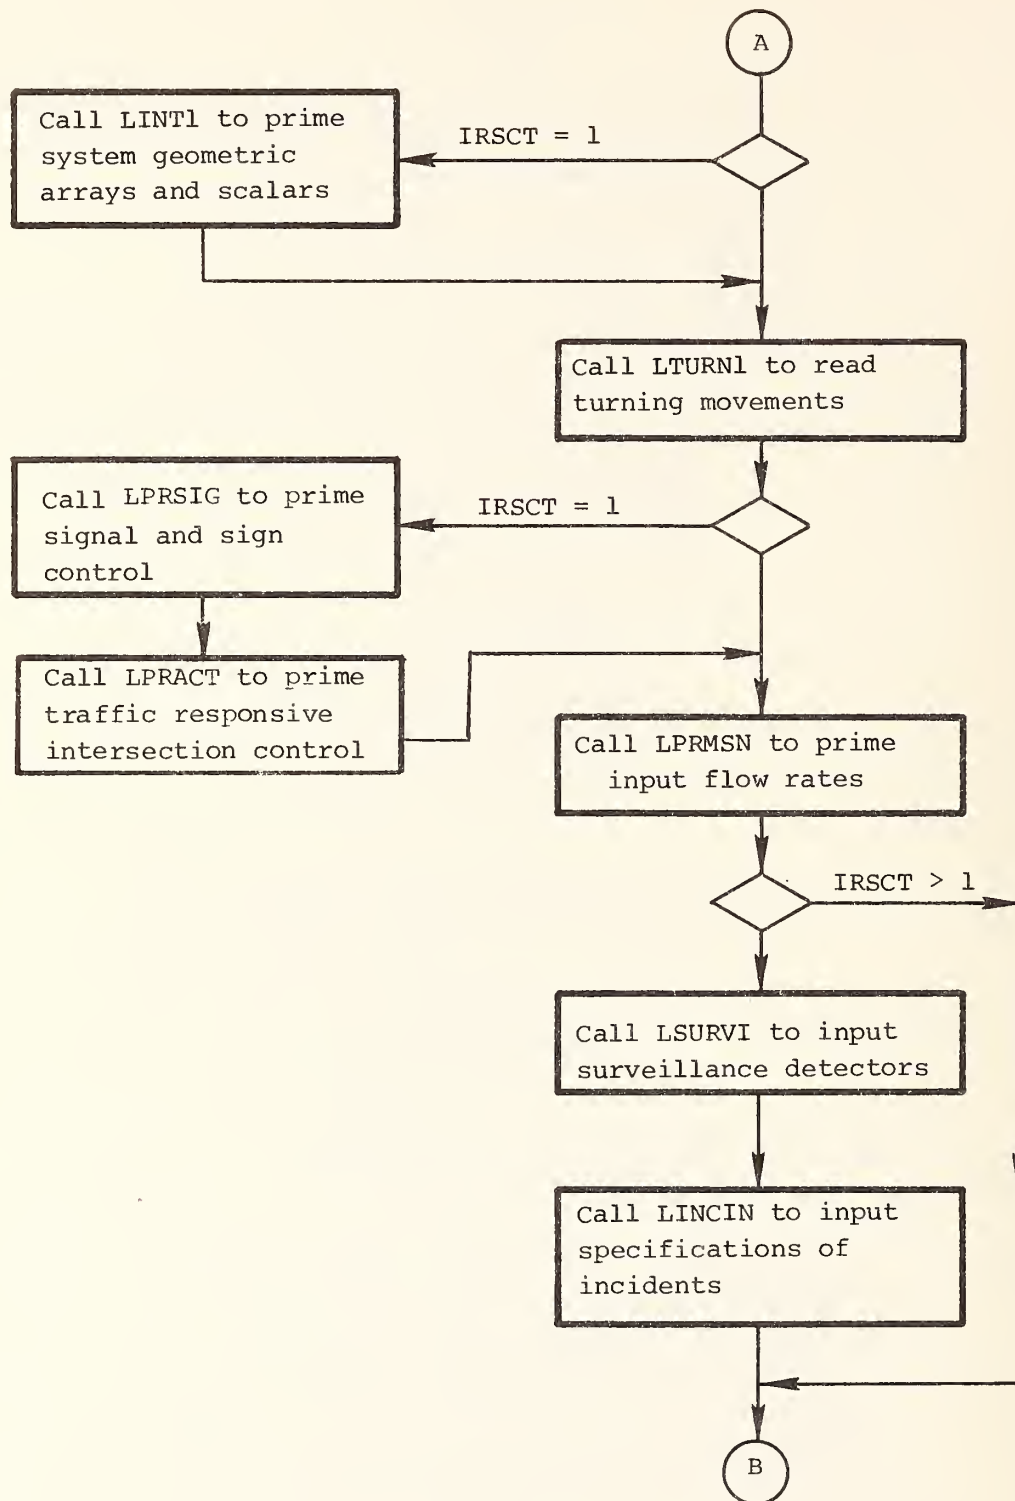 A
Call LINT1 to prime
system geometric
arrays and scalars
IRSCT = 1
Call LTURN1 to read
turning movements
Call LPRSIG to prime
signal and sign
control
IRSCT = 1
Call LPRACT to prime
traffic responsive
intersection control
Call LPRMSN to prime
input flow rates
IRSCT > 1
Call LSURVI to input
surveillance detectors
Call LINCIN to input
specifications of
incidents
B